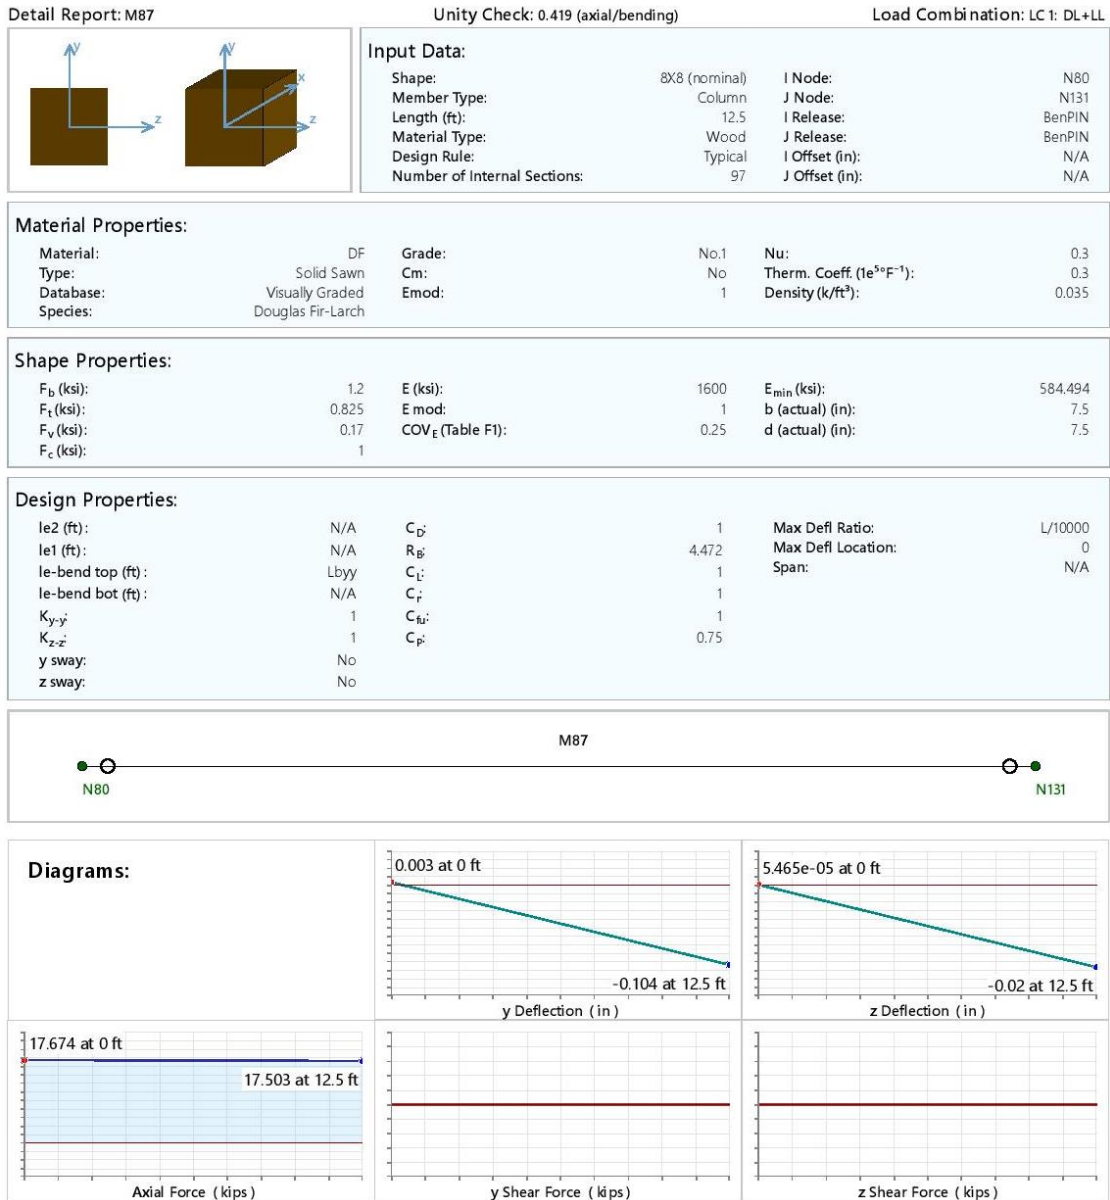 Detail Report: M87 Unity Check: 0.419 (axial/bending) Load Combination: LC 1: DL+LL
y
z
y
x
z
Input Data:
Shape: 8X8 (nominal) I Node: N80
Member Type: Column J Node: N131
Length (ft): 12.5 I Release: BenPIN
Material Type: Wood J Release: BenPIN
Design Rule: Typical I Offset (in): N/A
Number of Internal Sections: 97 J Offset (in): N/A
Material Properties:
Material: DF Grade: No.1 Nu: 0.3
Type: Solid Sawn Cm: No Therm. Coeff. (1e⁵°F⁻¹): 0.3
Database: Visually Graded Emod: 1 Density (k/ft³): 0.035
Species: Douglas Fir-Larch
Shape Properties:
F_b (ksi): 1.2 E (ksi): 1600 E_min (ksi): 584.494
F_t (ksi): 0.825 E mod: 1 b (actual) (in): 7.5
F_v (ksi): 0.17 COV_E (Table F1): 0.25 d (actual) (in): 7.5
F_c (ksi): 1
Design Properties:
le2 (ft): N/A C_D: 1 Max Defl Ratio: L/10000
le1 (ft): N/A R_B: 4.472 Max Defl Location: 0
le-bend top (ft): Lbyy C_L: 1 Span: N/A
le-bend bot (ft): N/A C_r: 1
K_y-y: 1 C_fu: 1
K_z-z: 1 C_P: 0.75
y sway: No
z sway: No
M87
N80 N131
Diagrams:
0.003 at 0 ft
-0.104 at 12.5 ft
y Deflection (in)
5.465e-05 at 0 ft
-0.02 at 12.5 ft
z Deflection (in)
17.674 at 0 ft
17.503 at 12.5 ft
Axial Force (kips)
y Shear Force (kips)
z Shear Force (kips)